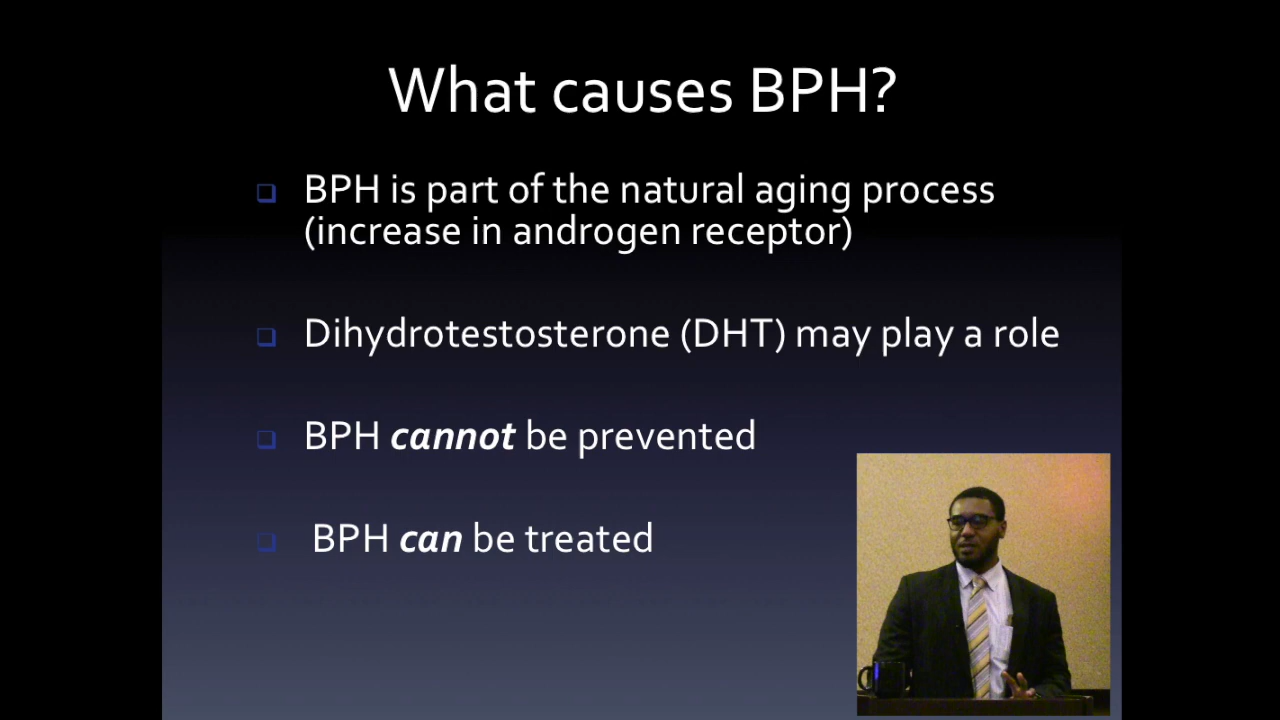 What causes BPH?
BPH is part of the natural aging process
(increase in androgen receptor)
Dihydrotestosterone (DHT) may play a role
BPH cannot be prevented
BPH can be treated